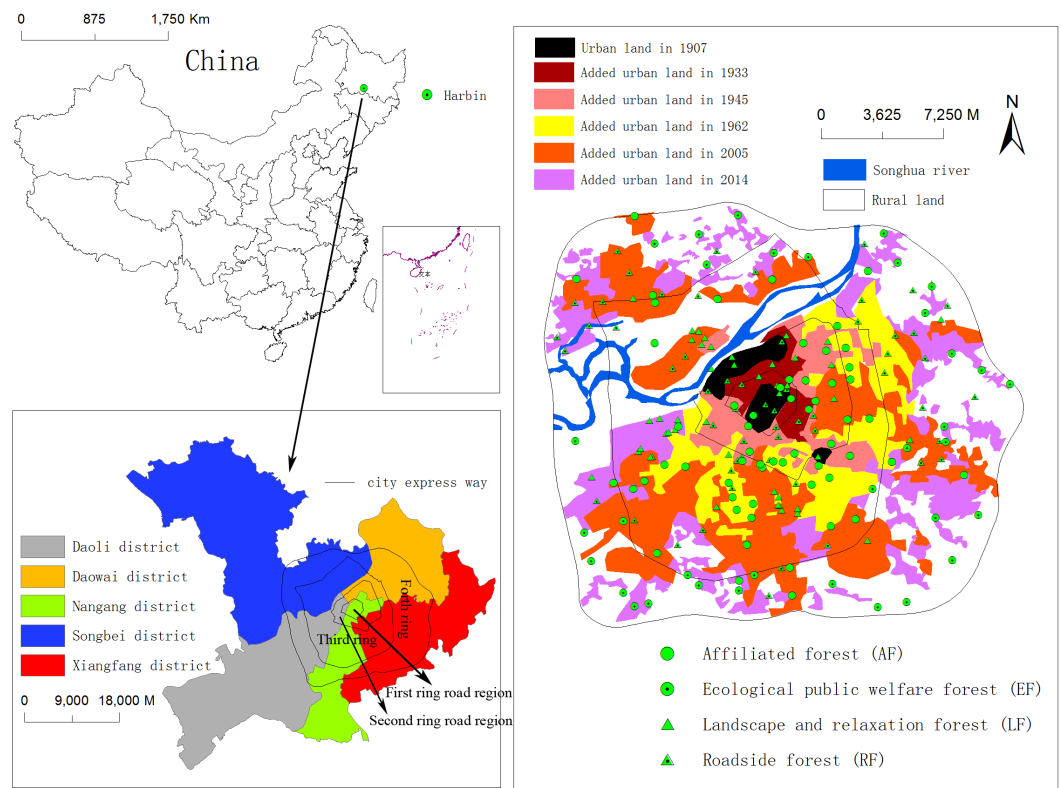 0 875 1,750 Km
China
Harbin
city express way
Daoli district
Daowai district
Nangang district
Songbei district
Xiangfang district
0 9,000 18,000 M
Fouth ring
Third ring
First ring road region
Second ring road region
Urban land in 1907
Added urban land in 1933
Added urban land in 1945
Added urban land in 1962
Added urban land in 2005
Added urban land in 2014
0 3,625 7,250 M
N
Songhua river
Rural land
Affiliated forest (AF)
Ecological public welfare forest (EF)
Landscape and relaxation forest (LF)
Roadside forest (RF)